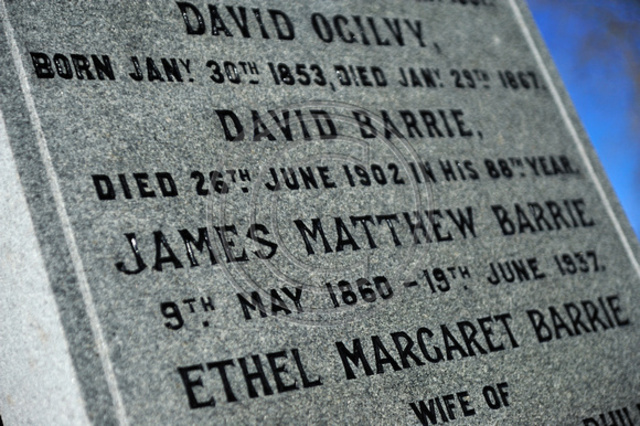 DAVID OGILVY,
BORN JANY. 30TH 1853, DIED JANY. 29TH 1867.
DAVID BARRIE,
DIED 26TH JUNE 1902 IN HIS 88TH YEAR.
JAMES MATTHEW BARRIE
9TH MAY 1860 - 19TH JUNE 1937.
ETHEL MARGARET BARRIE
WIFE OF